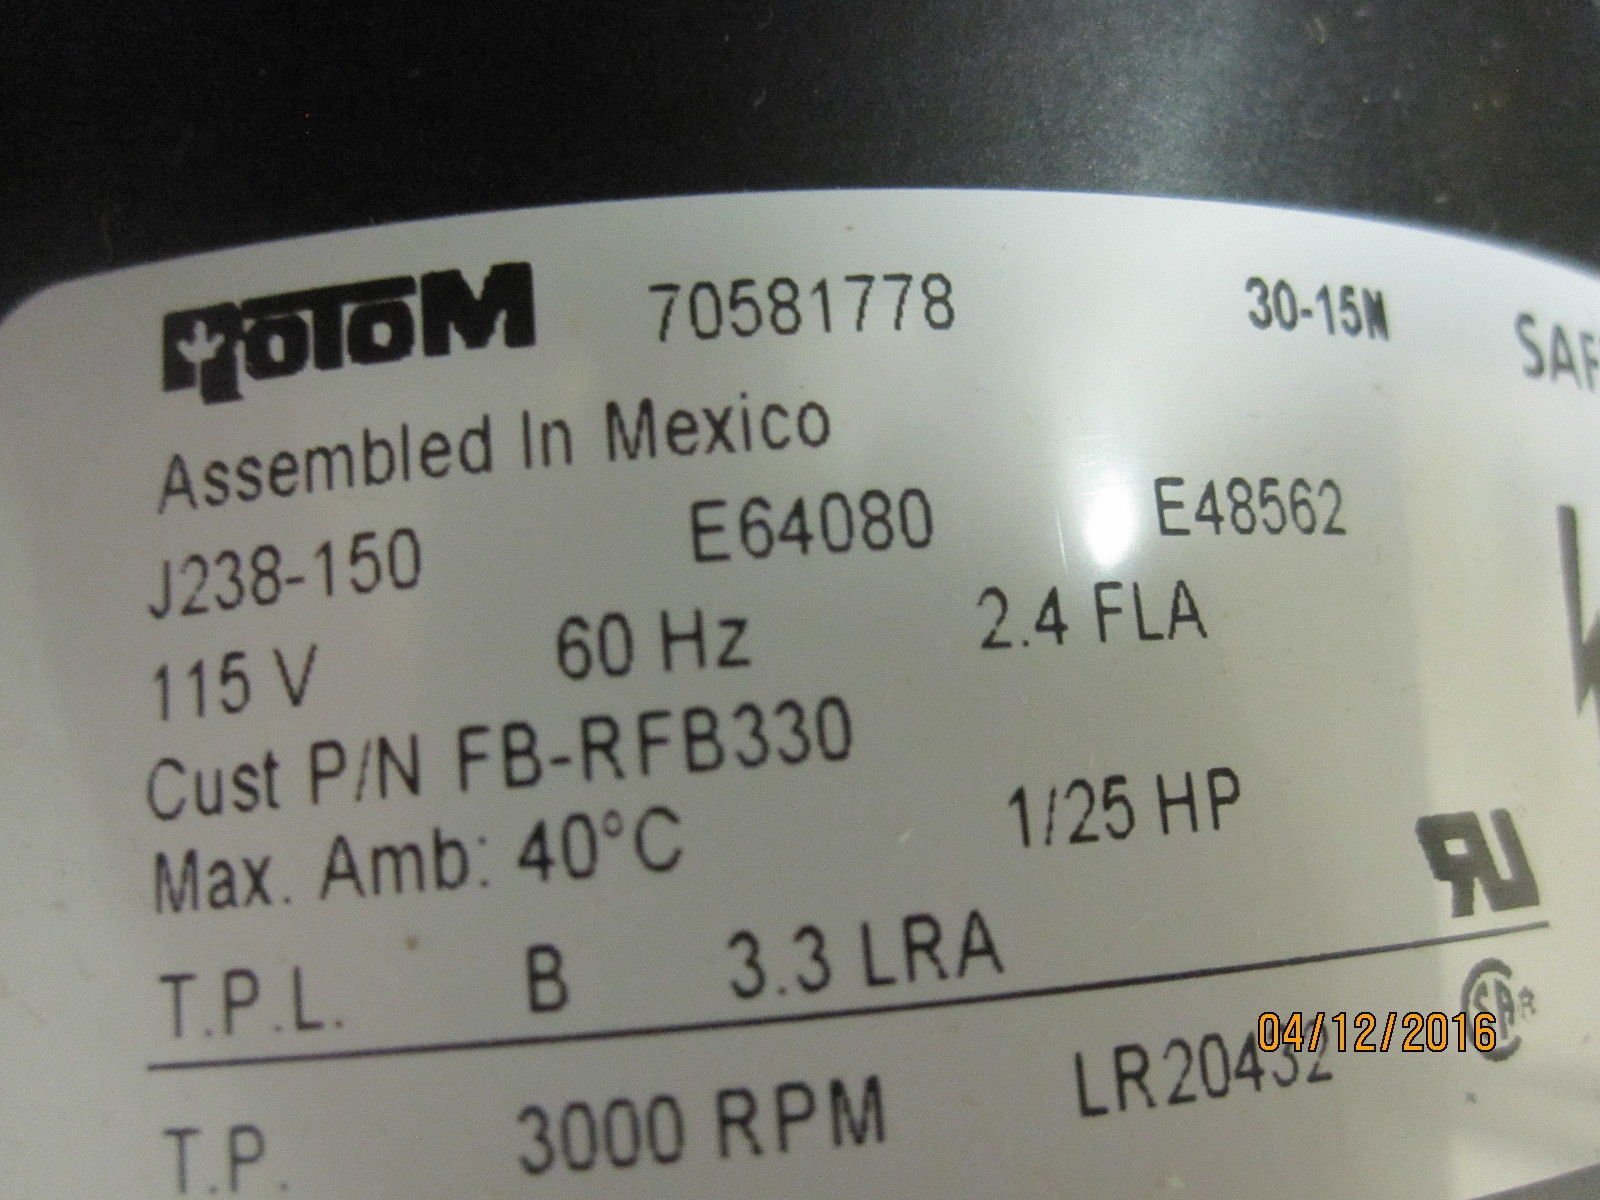 ROTOM 70581778 30-15N
Assembled In Mexico
J238-150 E64080 E48562
115 V 60 Hz 2.4 FLA
Cust P/N FB-RFB330
Max. Amb: 40°C 1/25 HP
T.P.L. B 3.3 LRA
T.P. 3000 RPM LR20432
04/12/2016